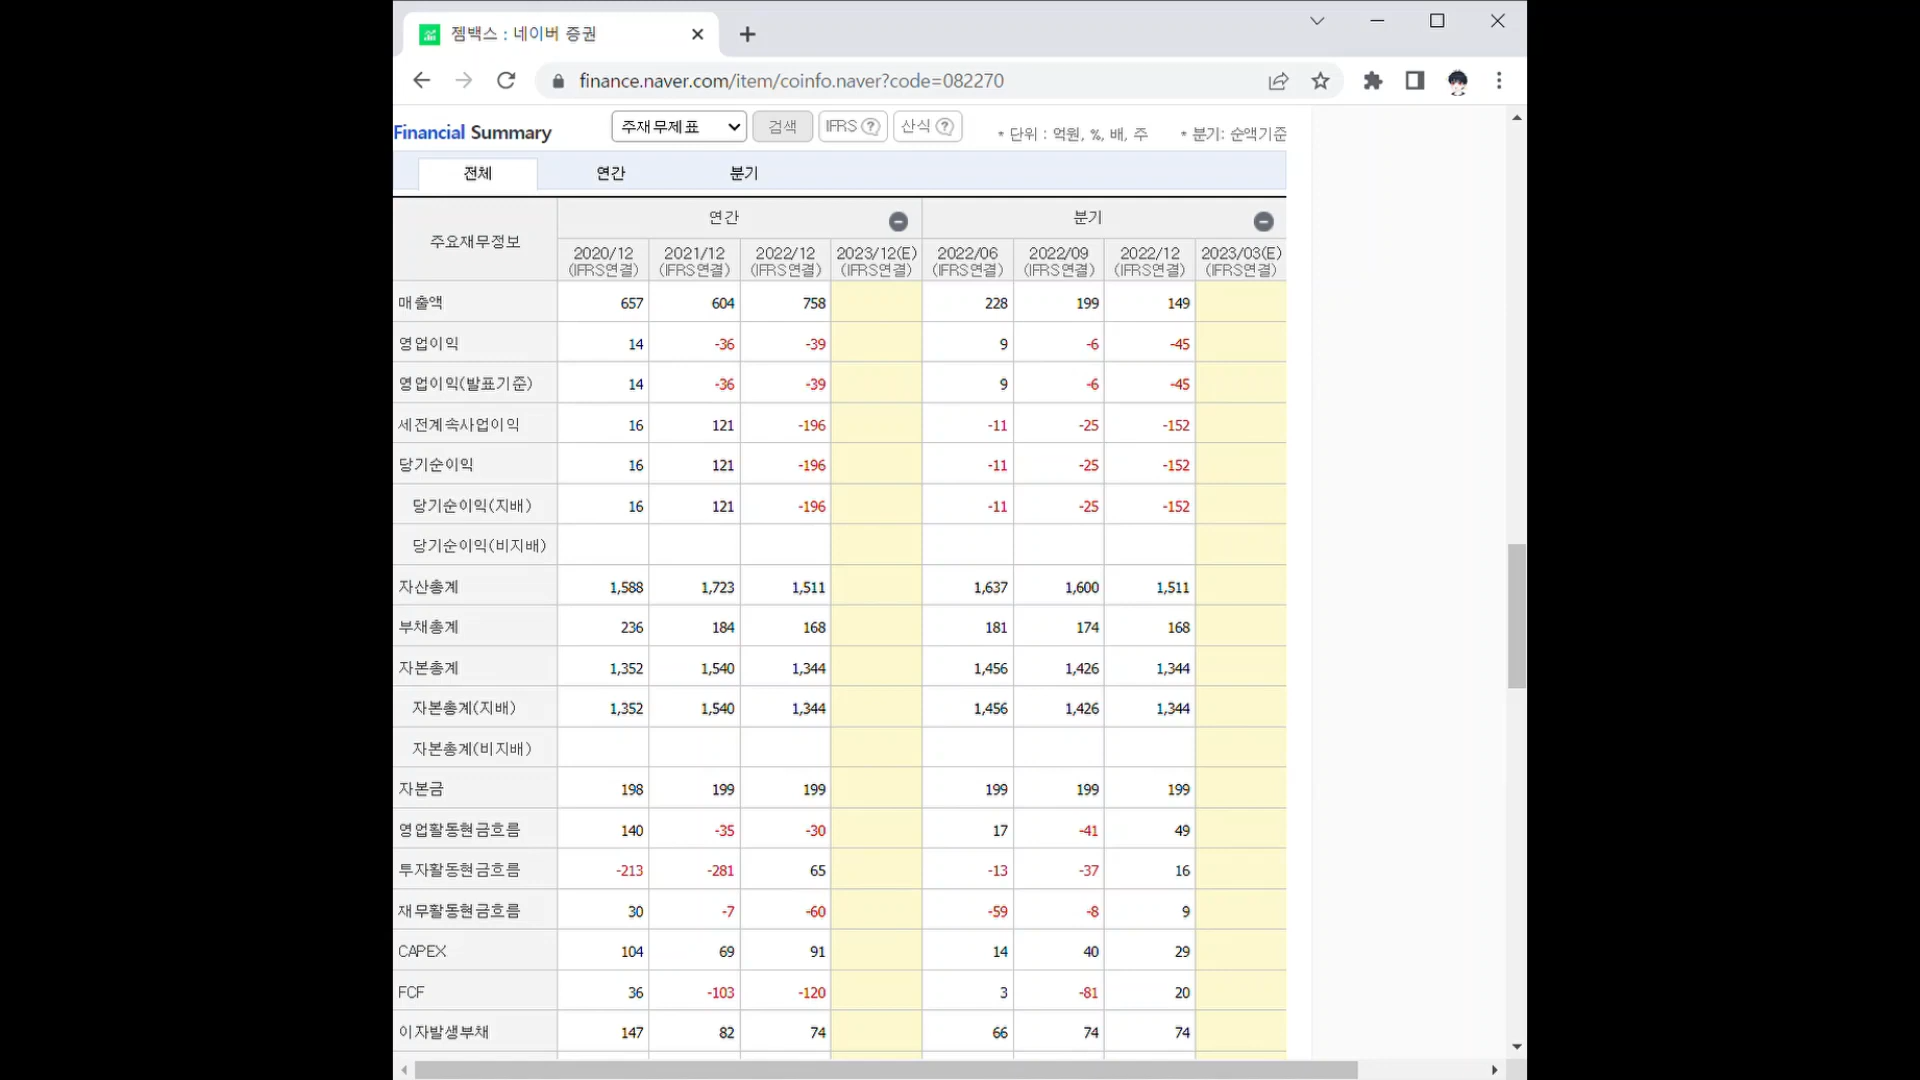 젬백스 : 네이버 증권
finance.naver.com/item/coinfo.naver?code=082270
Financial Summary 주재무제표 검색 IFRS ? 산식 ? * 단위 : 억원, %, 배, 주 * 분기: 순액기준
전체 연간 분기
주요재무정보 연간 분기
2020/12 2021/12 2022/12 2023/12(E) 2022/06 2022/09 2022/12 2023/03(E)
(IFRS연결) (IFRS연결) (IFRS연결) (IFRS연결) (IFRS연결) (IFRS연결) (IFRS연결) (IFRS연결)
매출액 657 604 758 228 199 149
영업이익 14 -36 -39 9 -6 -45
영업이익(발표기준) 14 -36 -39 9 -6 -45
세전계속사업이익 16 121 -196 -11 -25 -152
당기순이익 16 121 -196 -11 -25 -152
당기순이익(지배) 16 121 -196 -11 -25 -152
당기순이익(비지배)
자산총계 1,588 1,723 1,511 1,637 1,600 1,511
부채총계 236 184 168 181 174 168
자본총계 1,352 1,540 1,344 1,456 1,426 1,344
자본총계(지배) 1,352 1,540 1,344 1,456 1,426 1,344
자본총계(비지배)
자본금 198 199 199 199 199 199
영업활동현금흐름 140 -35 -30 17 -41 49
투자활동현금흐름 -213 -281 65 -13 -37 16
재무활동현금흐름 30 -7 -60 -59 -8 9
CAPEX 104 69 91 14 40 29
FCF 36 -103 -120 3 -81 20
이자발생부채 147 82 74 66 74 74